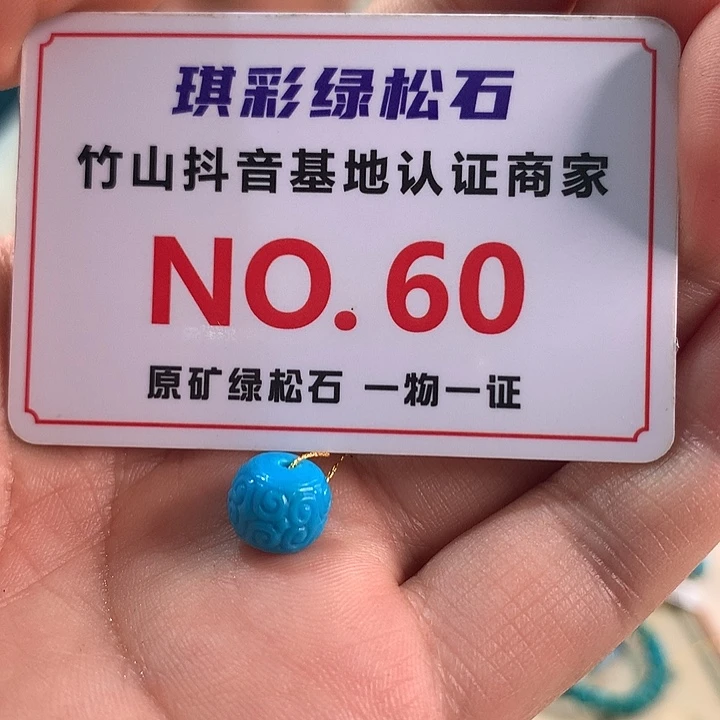 琪彩绿松石
竹山抖音基地认证商家
NO. 60
原矿绿松石 一物一证